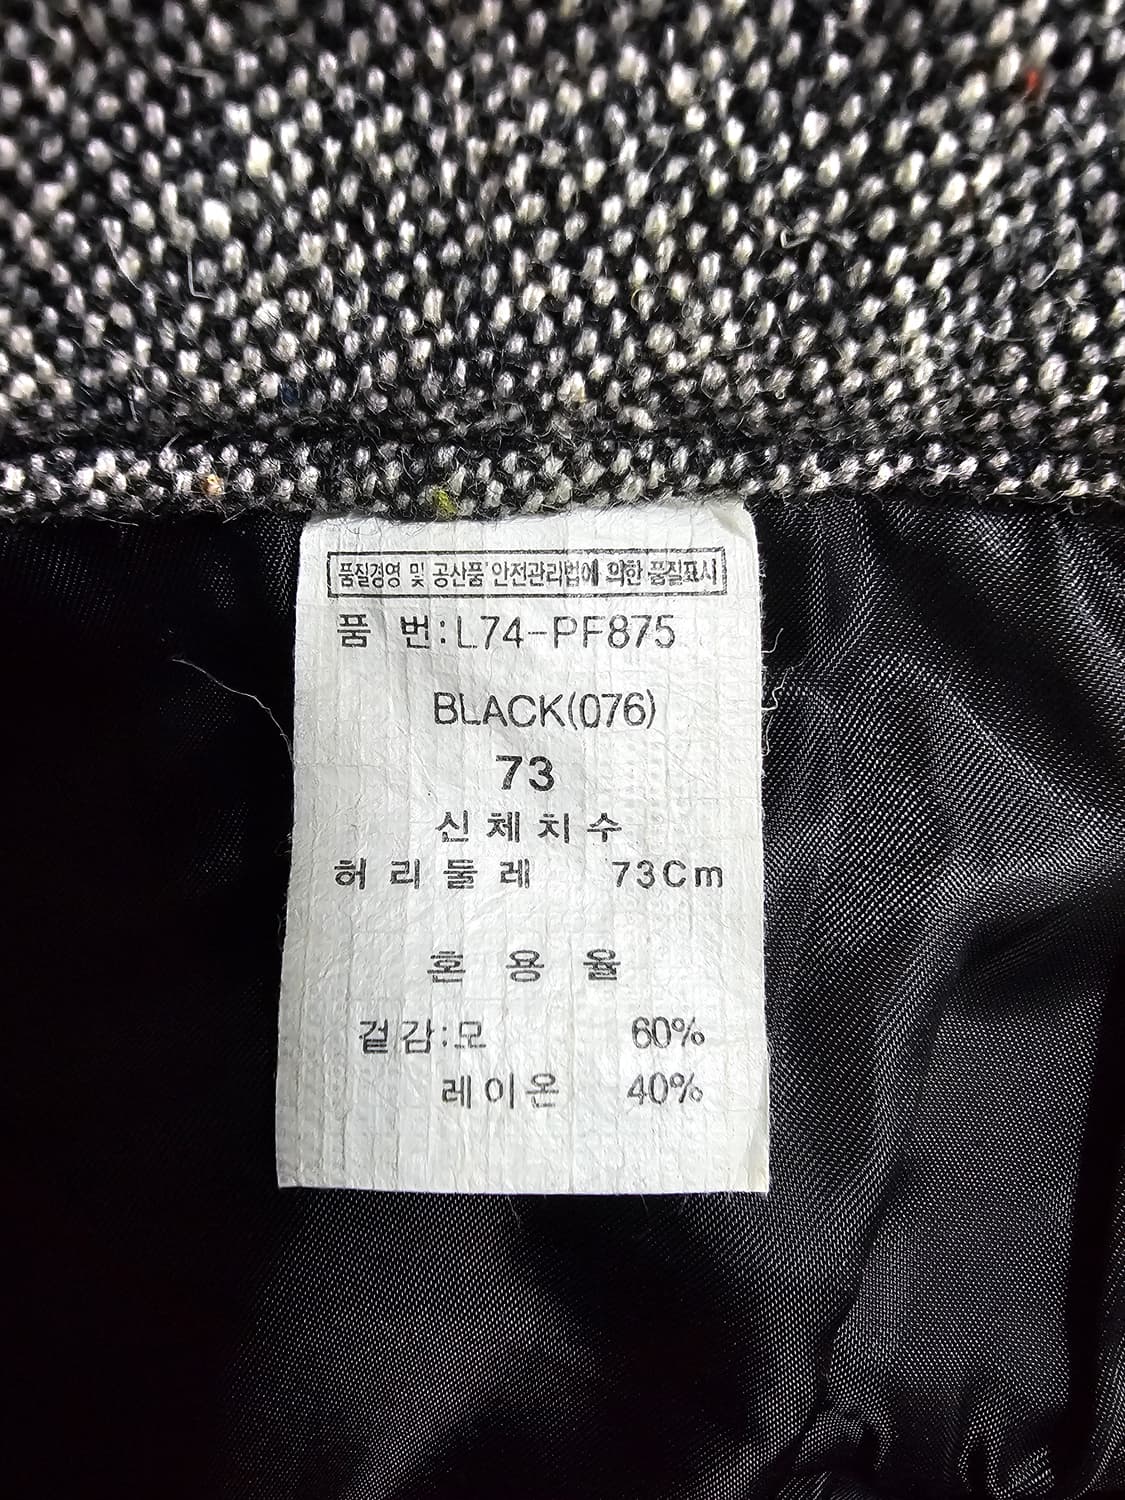 품질경영 및 공산품 안전관리법에 의한 품질표시
품 번:L74-PF875
BLACK(076)
73
신체치수
허리둘레 73Cm
혼용율
겉감:모 60%
레이온 40%